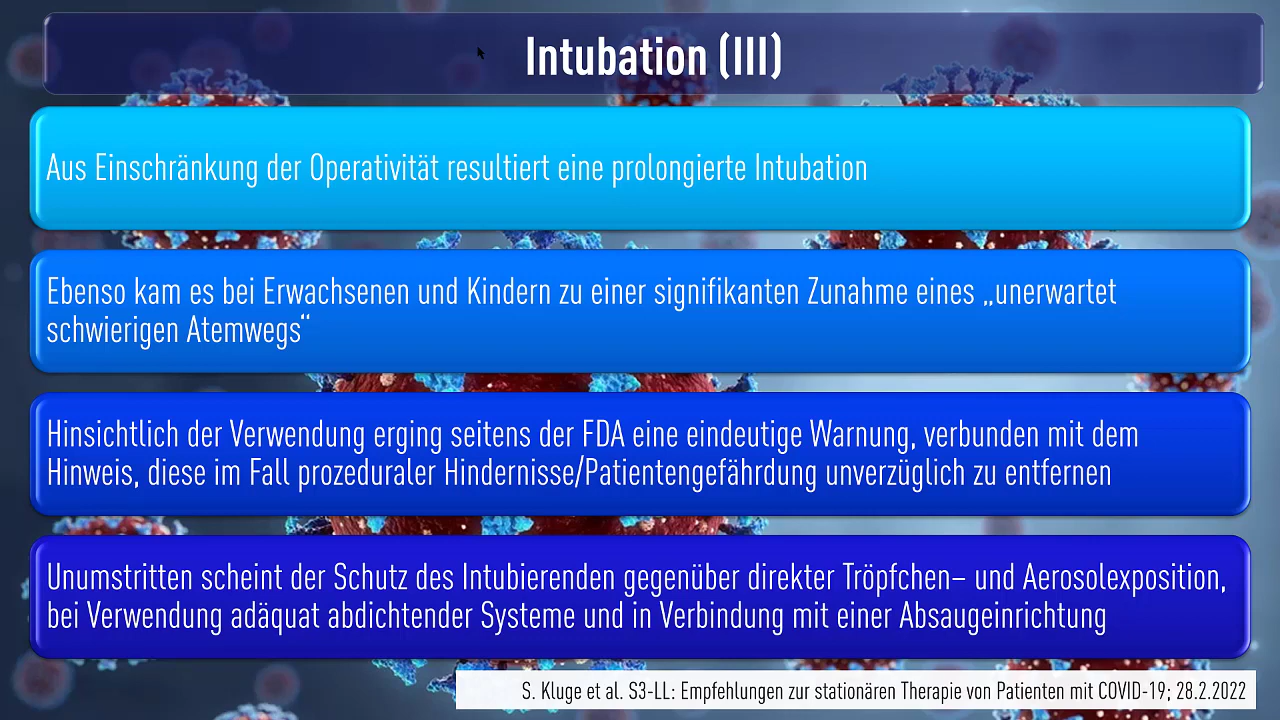 Intubation (III)
Aus Einschränkung der Operativität resultiert eine prolongierte Intubation
Ebenso kam es bei Erwachsenen und Kindern zu einer signifikanten Zunahme eines „unerwartet
schwierigen Atemwegs“
Hinsichtlich der Verwendung erging seitens der FDA eine eindeutige Warnung, verbunden mit dem
Hinweis, diese im Fall prozeduraler Hindernisse/Patientengefährdung unverzüglich zu entfernen
Unumstritten scheint der Schutz des Intubierenden gegenüber direkter Tröpfchen– und Aerosolexposition,
bei Verwendung adäquat abdichtender Systeme und in Verbindung mit einer Absaugeinrichtung
S. Kluge et al. S3-LL: Empfehlungen zur stationären Therapie von Patienten mit COVID-19; 28.2.2022